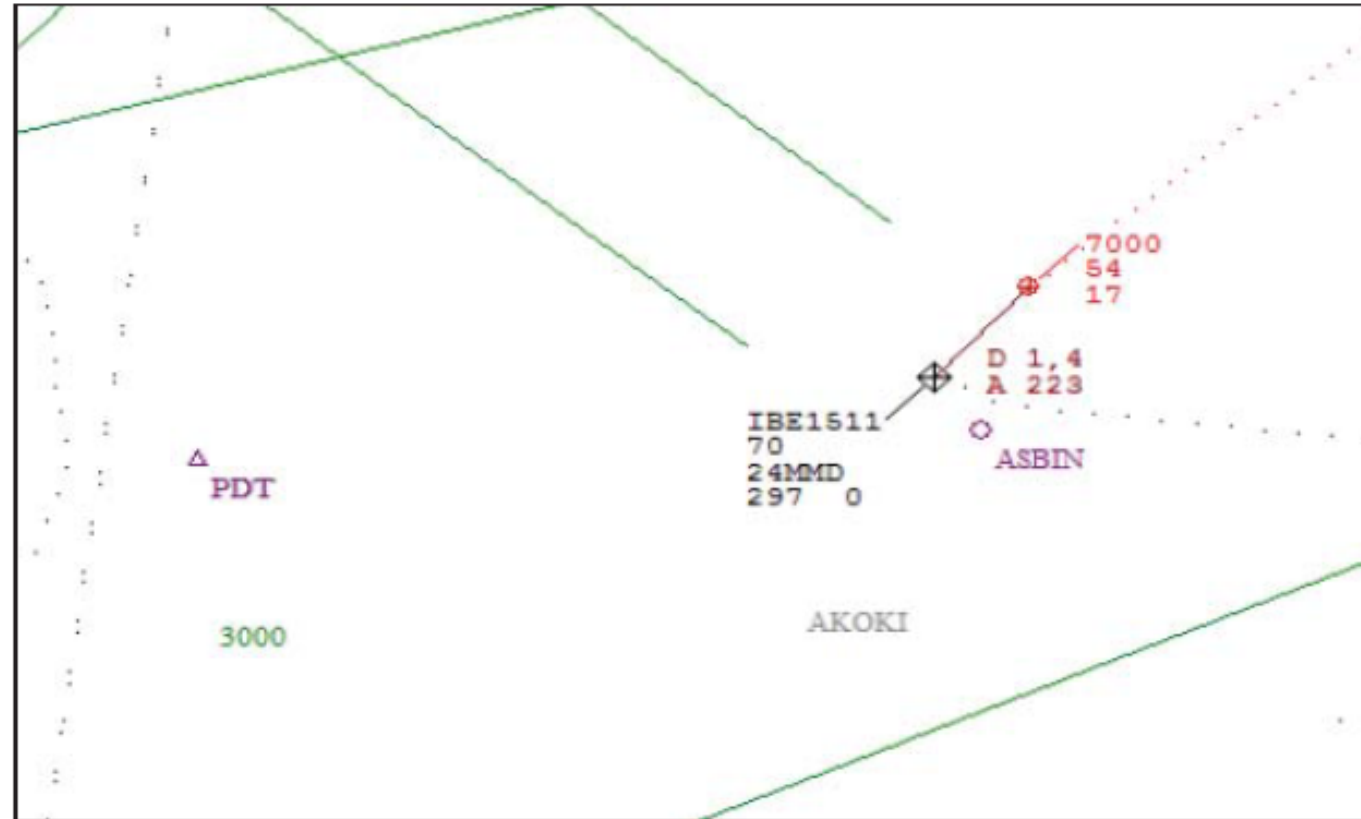 7000
54
17
D 1,4
A 223
IBE1511
70
24MMD
297 0
ASBIN
PDT
AKOKI
3000